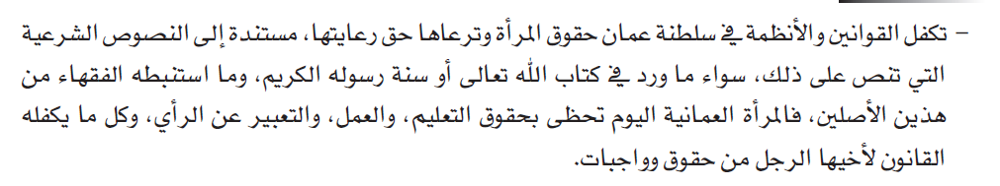 – تكفل القوانين والأنظمة في سلطنة عمان حقوق المرأة وترعاها حق رعايتها، مستندة إلى النصوص الشرعية
التي تنص على ذلك، سواء ما ورد في كتاب الله تعالى أو سنة رسوله الكريم، وما استنبطه الفقهاء من
هذين الأصلين، فالمرأة العمانية اليوم تحظى بحقوق التعليم، والعمل، والتعبير عن الرأي، وكل ما يكفله
القانون لأخيها الرجل من حقوق وواجبات.